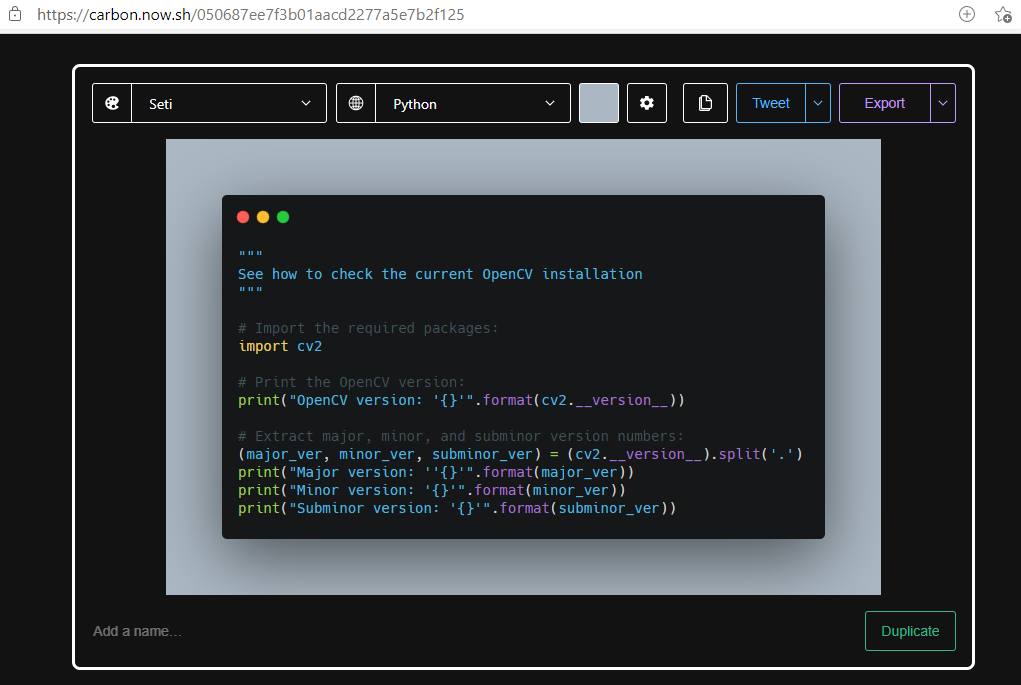 https://carbon.now.sh/050687ee7f3b01aacd2277a5e7b2f125
Seti
Python
Tweet
Export
"""
See how to check the current OpenCV installation
"""
# Import the required packages:
import cv2
# Print the OpenCV version:
print("OpenCV version: '{}'".format(cv2.__version__))
# Extract major, minor, and subminor version numbers:
(major_ver, minor_ver, subminor_ver) = (cv2.__version__).split('.')
print("Major version: ''{}'".format(major_ver))
print("Minor version: '{}'".format(minor_ver))
print("Subminor version: '{}'".format(subminor_ver))
Add a name…
Duplicate